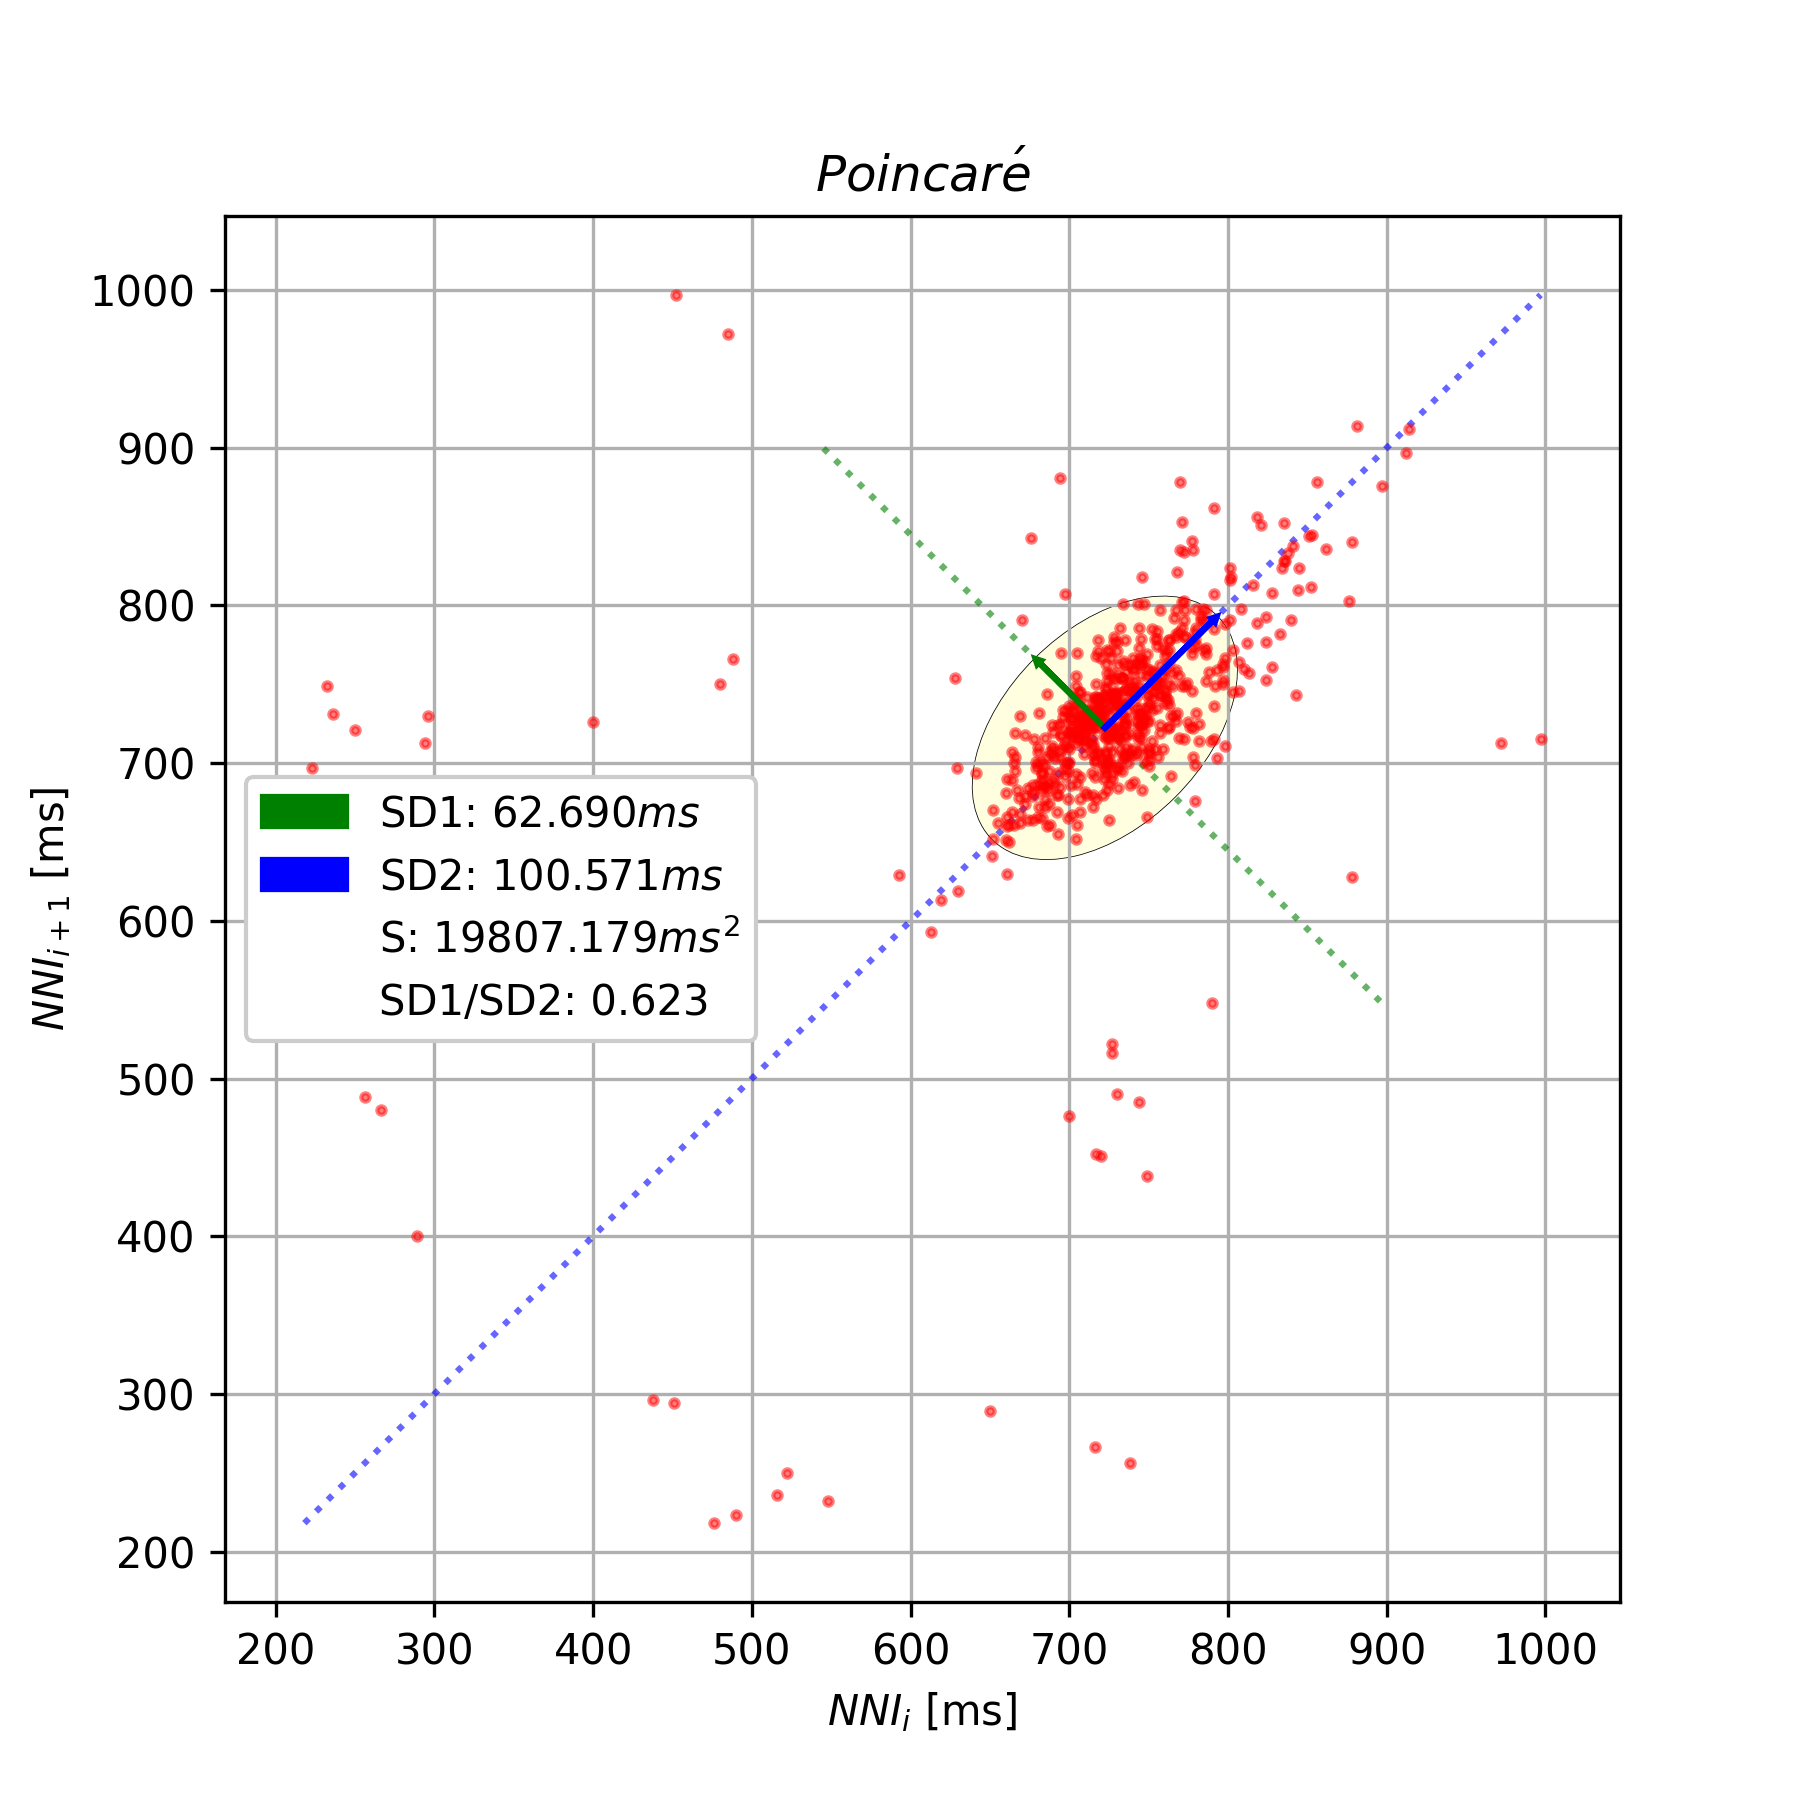 Poincaré
1000
900
800
700
600
500
400
300
200
NNIᵢ₊₁ [ms]
SD1: 62.690ms
SD2: 100.571ms
S: 19807.179ms²
SD1/SD2: 0.623
200 300 400 500 600 700 800 900 1000
NNIᵢ [ms]